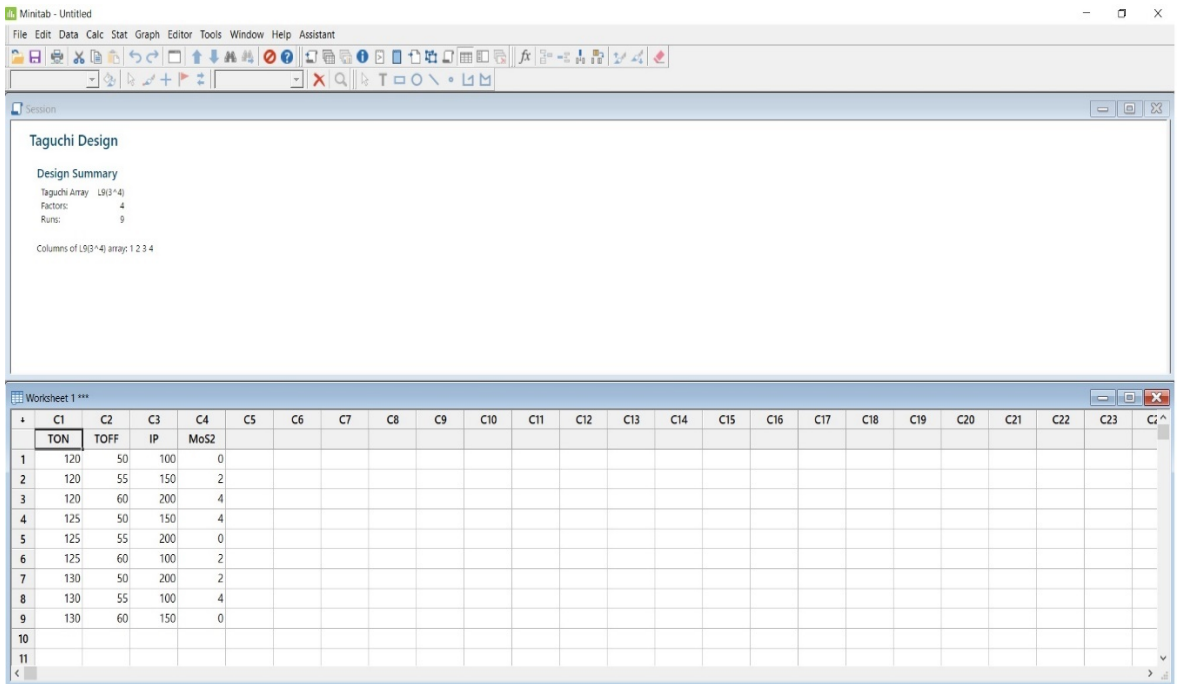 Minitab - Untitled
File Edit Data Calc Stat Graph Editor Tools Window Help Assistant
Session
Taguchi Design
Design Summary
Taguchi Array L9(3^4)
Factors: 4
Runs: 9
Columns of L9(3^4) array: 1 2 3 4
Worksheet 1 ***
C1 C2 C3 C4 C5 C6 C7 C8 C9 C10 C11 C12 C13 C14 C15 C16 C17 C18 C19 C20 C21 C22 C23
TON TOFF IP MoS2
1 120 50 100 0
2 120 55 150 2
3 120 60 200 4
4 125 50 150 4
5 125 55 200 0
6 125 60 100 2
7 130 50 200 2
8 130 55 100 4
9 130 60 150 0
10
11